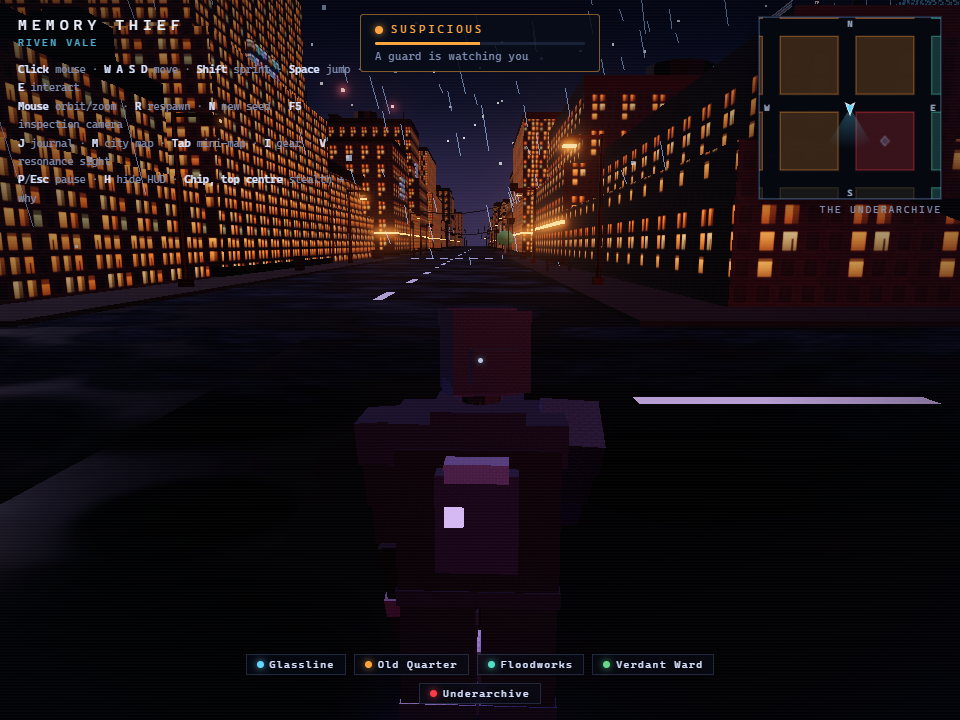 MEMORY THIEF
RIVEN VALE
Click mouse · W A S D move · Shift sprint · Space jump ·
E interact
Mouse orbit/zoom · R respawn · N new seed · F5
inspection camera
J journal · M city map · Tab mini-map · I gear · V
resonance sight
P/Esc pause · H hide HUD · Chip, top centre stealth
why
SUSPICIOUS
A guard is watching you
N
W
E
S
THE UNDERARCHIVE
Glassline
Old Quarter
Floodworks
Verdant Ward
Underarchive